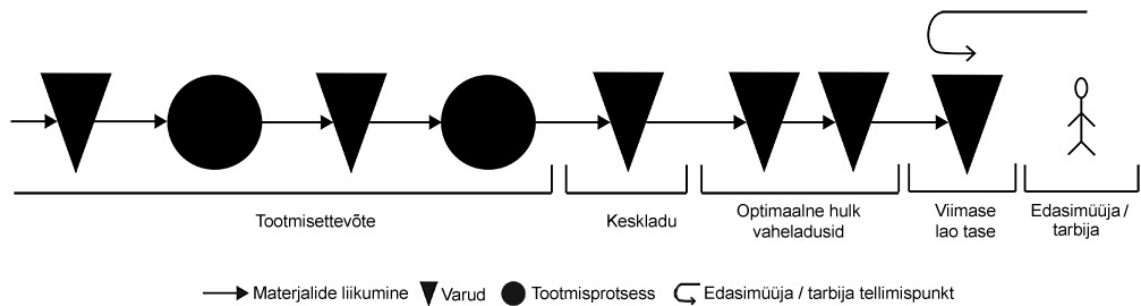 Tootmisettevõte
Keskladu
Optimaalne hulk
vaheladusid
Viimase
lao tase
Edasimüüja /
tarbija
Materjalide liikumine
Varud
Tootmisprotsess
Edasimüüja / tarbija tellimispunkt